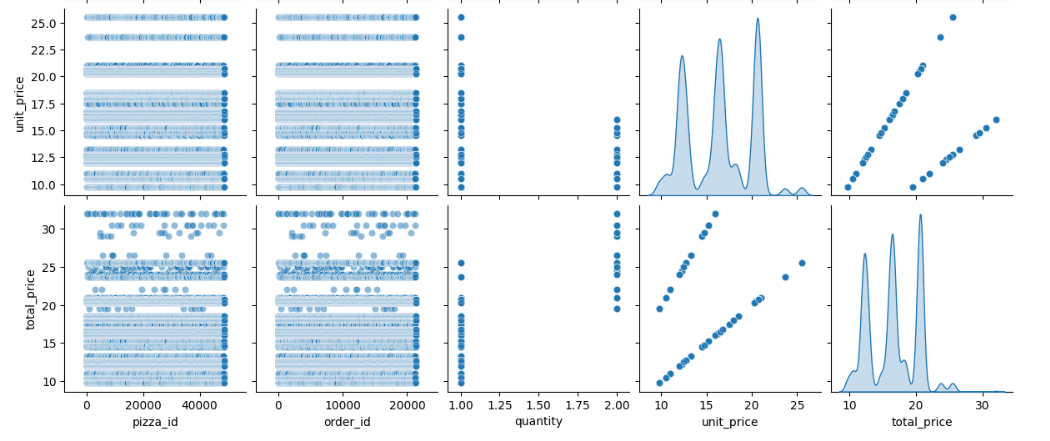 25.0
22.5
20.0
17.5
15.0
12.5
10.0
unit_price
30
25
20
15
10
total_price
0 20000 40000
0 10000 20000
1.00 1.25 1.50 1.75 2.00
10 15 20 25
10 20 30
pizza_id order_id quantity unit_price total_price